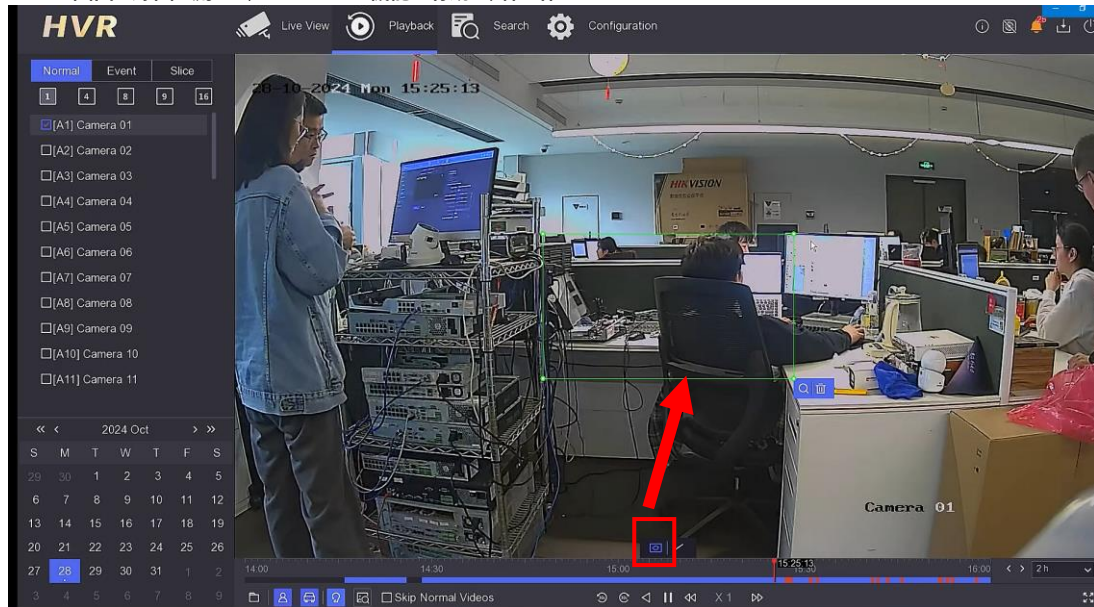 HVR
Live View
Playback
Search
Configuration
Normal Event Slice
1 4 8 9 16
[A1] Camera 01
[A2] Camera 02
[A3] Camera 03
[A4] Camera 04
[A5] Camera 05
[A6] Camera 06
[A7] Camera 07
[A8] Camera 08
[A9] Camera 09
[A10] Camera 10
[A11] Camera 11
2024 Oct
S M T W T F S
29 30 1 2 3 4 5
6 7 8 9 10 11 12
13 14 15 16 17 18 19
20 21 22 23 24 25 26
27 28 29 30 31 1 2
3 4 5 6 7 8 9
28-10-2024 Mon 15:25:13
HIKVISION
Camera 01
15:25:13
14:00 14:30 15:00 15:30 16:00 2 h
Skip Normal Videos
X 1